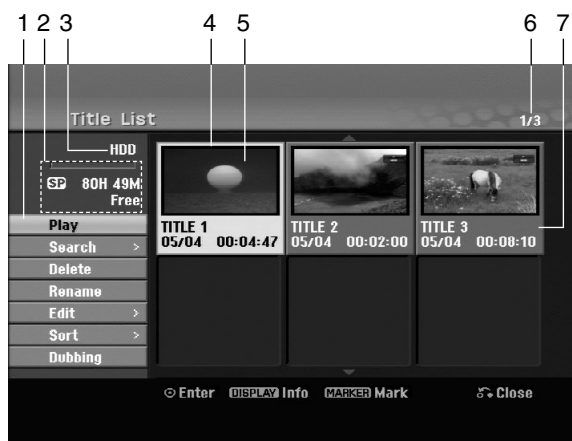 1 2 3 4 5 6 7
Title List
1/3
HDD
SP 80H 49M
Free
Play
Search >
Delete
Rename
Edit >
Sort >
Dubbing
TITLE 1
05/04 00:04:47
TITLE 2
05/04 00:02:00
TITLE 3
05/04 00:08:10
Enter DISPLAY Info MARKER Mark Close